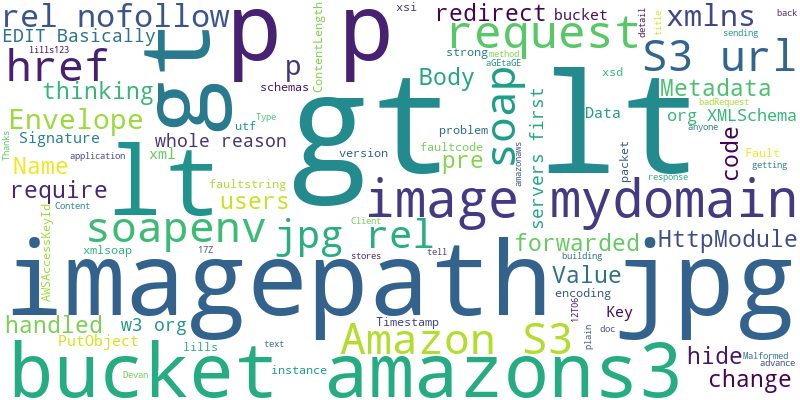 rel nofollow
p p
xsi
redirect
bucket
detail
title
xmlns
back
EDIT Basically
lills123
gt
ContentLength
strong
request
method
sending
href
p
aGEtaGE
S3 url
thinking
schemas
Body
soap
xsd
Metadata
badRequest
Envelope
utf
gt
lt
Data
org XMLSchema
Signature
Type
whole reason
problem
anyone
Thanks
application
xml
lt
version
faultcode
servers first
packet
code
Fault
Name
pre
amazonaws
response
getting
require
faultstring
users
image
mydomain
Content
AWSAccessKeyId
soapenv
jpg rel
Client
forwarded
HttpModule
xmlsoap
17Z
stores
tell
building
imagepath
jpg
Value
encoding
handled
w3 org
Timestamp
12T06
Key
PutObject
lills
text
Amazon S3
plain
doc
hide
Malformed
advance
bucket
Devan
instance
amazons3
change